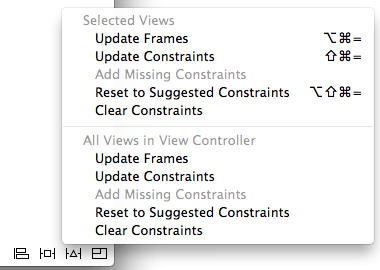 Selected Views
Update Frames ⌥⌘=
Update Constraints ⇧⌘=
Add Missing Constraints
Reset to Suggested Constraints ⌥⇧⌘=
Clear Constraints
All Views in View Controller
Update Frames
Update Constraints
Add Missing Constraints
Reset to Suggested Constraints
Clear Constraints